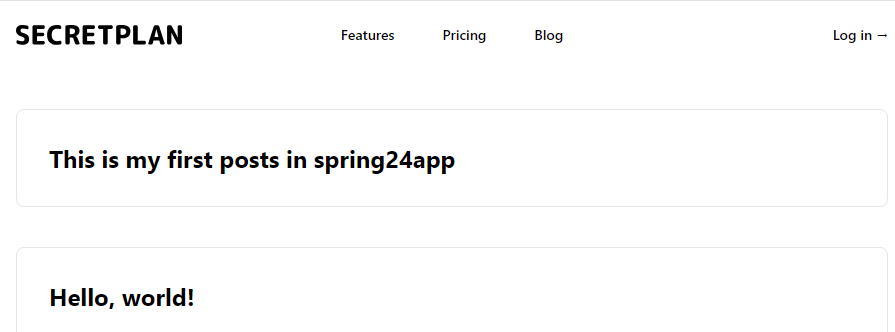 SECRETPLAN
Features Pricing Blog Log in →
This is my first posts in spring24app
Hello, world!